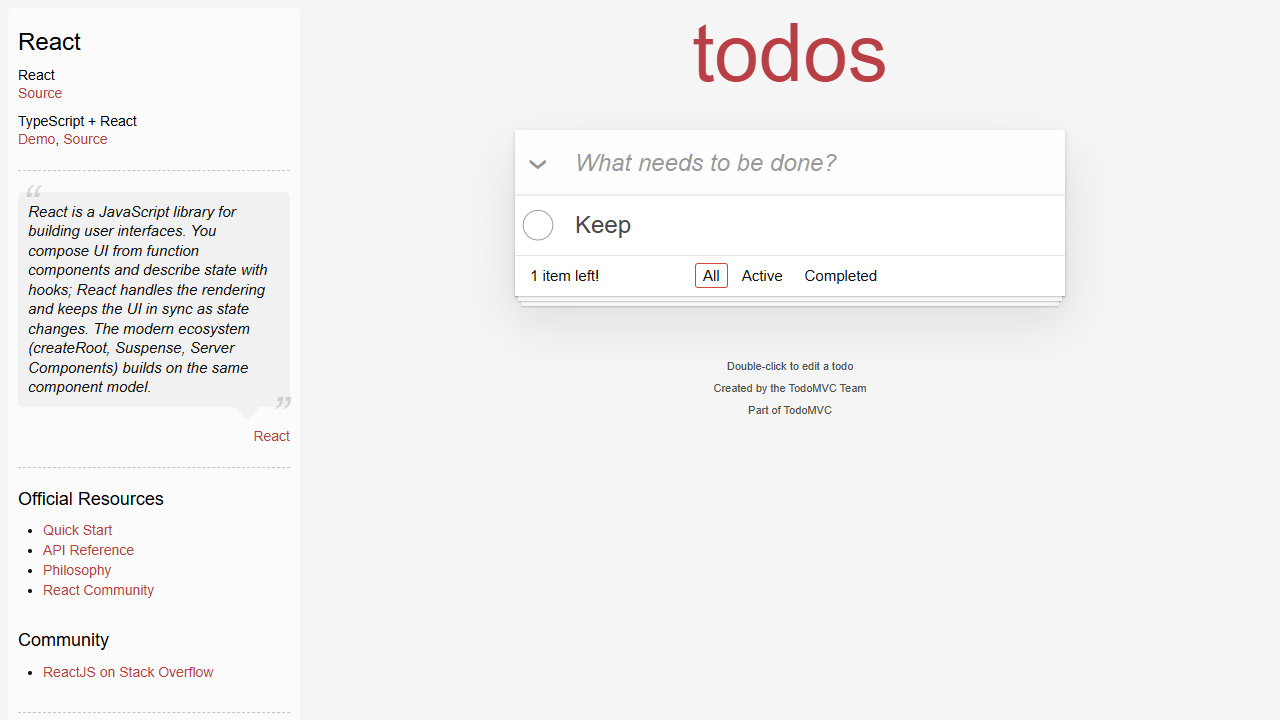 React
React
Source
TypeScript + React
Demo, Source
“
React is a JavaScript library for
building user interfaces. You
compose UI from function
components and describe state with
hooks; React handles the rendering
and keeps the UI in sync as state
changes. The modern ecosystem
(createRoot, Suspense, Server
Components) builds on the same
component model.
”
React
Official Resources
Quick Start
API Reference
Philosophy
React Community
Community
ReactJS on Stack Overflow
todos
What needs to be done?
Keep
1 item left! All Active Completed
Double-click to edit a todo
Created by the TodoMVC Team
Part of TodoMVC